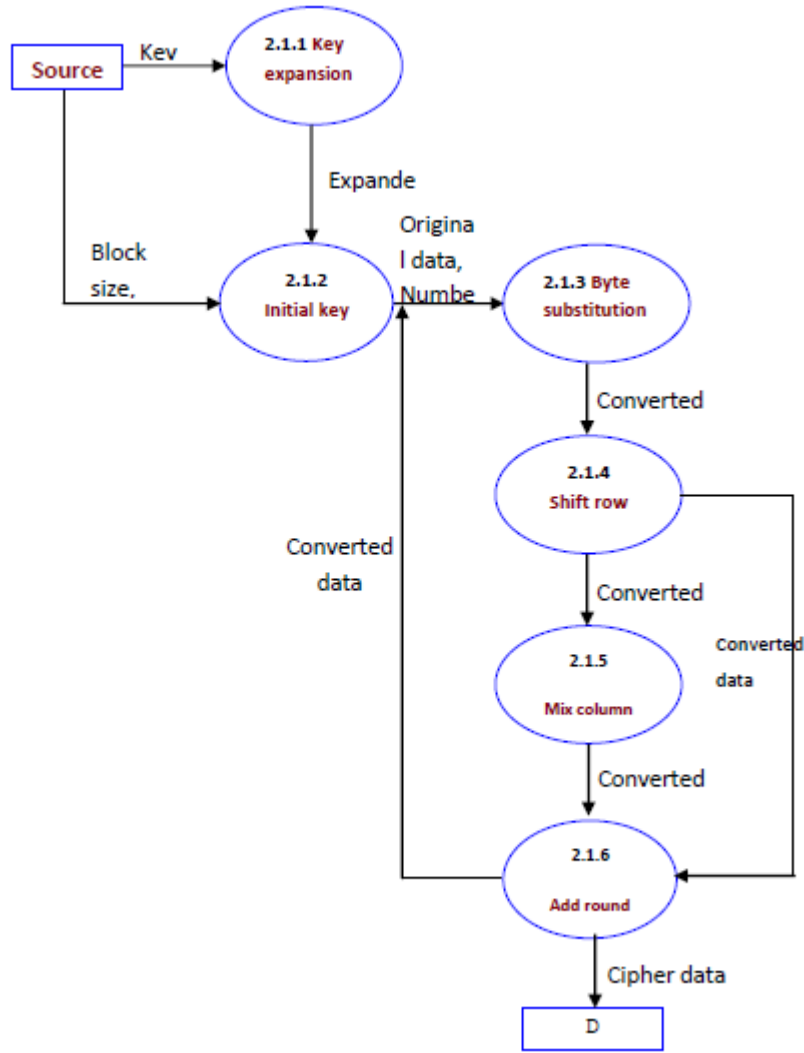 Source
Kev
2.1.1 Key
expansion
Expande
Block
size,
2.1.2
Initial key
Origina
l data,
Numbe
2.1.3 Byte
substitution
Converted
2.1.4
Shift row
Converted
data
Converted
Converted
data
2.1.5
Mix column
Converted
2.1.6
Add round
Cipher data
D